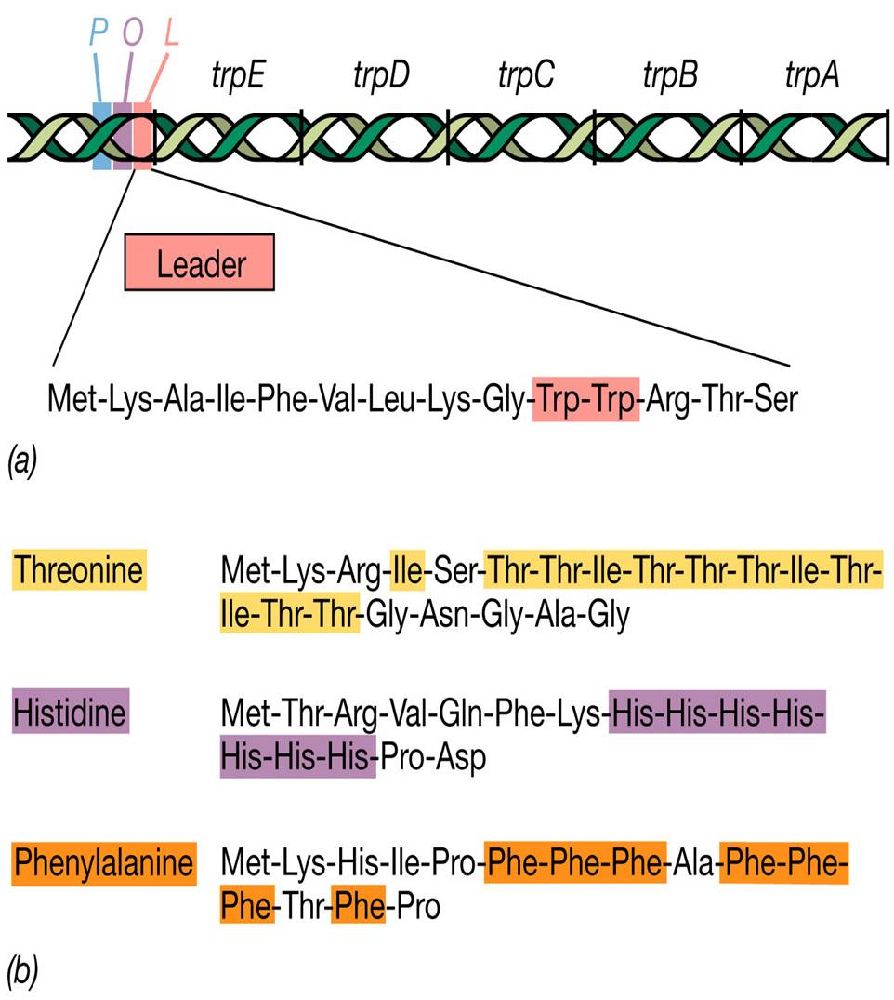 P O L
trpE trpD trpC trpB trpA
Leader
Met-Lys-Ala-Ile-Phe-Val-Leu-Lys-Gly-Trp-Trp-Arg-Thr-Ser
(a)
Threonine Met-Lys-Arg-Ile-Ser-Thr-Thr-Ile-Thr-Thr-Thr-Ile-Thr-
Ile-Thr-Thr-Gly-Asn-Gly-Ala-Gly
Histidine Met-Thr-Arg-Val-Gln-Phe-Lys-His-His-His-His-
His-His-His-Pro-Asp
Phenylalanine Met-Lys-His-Ile-Pro-Phe-Phe-Phe-Ala-Phe-Phe-
Phe-Thr-Phe-Pro
(b)